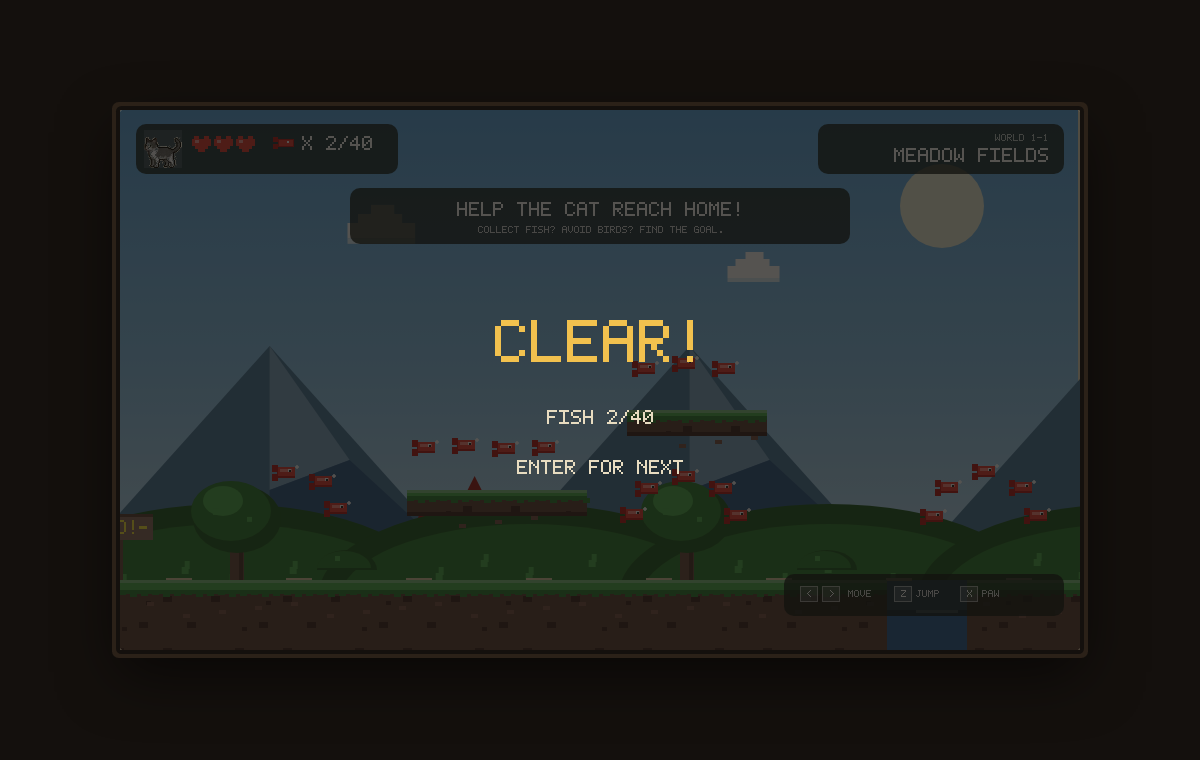 X 2/40
WORLD 1-1
MEADOW FIELDS
HELP THE CAT REACH HOME!
COLLECT FISH? AVOID BIRDS? FIND THE GOAL.
CLEAR!
FISH 2/40
ENTER FOR NEXT
O!-
< > MOVE Z JUMP X PAW